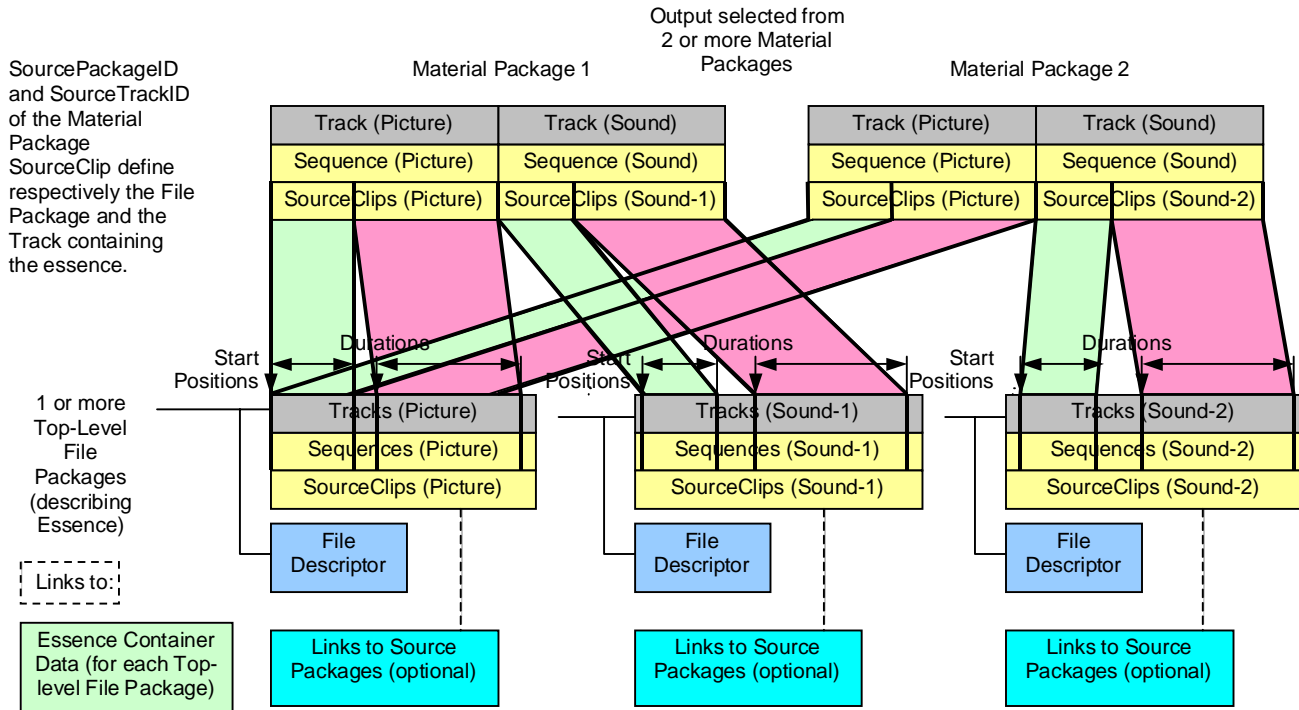 Output selected from
2 or more Material
Packages
SourcePackageID
and SourceTrackID
of the Material
Package
SourceClip define
respectively the File
Package and the
Track containing
the essence.
Material Package 1
Material Package 2
Track (Picture)
Track (Sound)
Track (Picture)
Track (Sound)
Sequence (Picture)
Sequence (Sound)
Sequence (Picture)
Sequence (Sound)
SourceClips (Picture)
SourceClips (Sound-1)
SourceClips (Picture)
SourceClips (Sound-2)
Start
Positions
Durations
Start
Positions
Durations
Start
Positions
Durations
1 or more
Top-Level
File
Packages
(describing
Essence)
Tracks (Picture)
Tracks (Sound-1)
Tracks (Sound-2)
Sequences (Picture)
Sequences (Sound-1)
Sequences (Sound-2)
SourceClips (Picture)
SourceClips (Sound-1)
SourceClips (Sound-2)
File
Descriptor
File
Descriptor
File
Descriptor
Links to:
Essence Container
Data (for each Top-
level File Package)
Links to Source
Packages (optional)
Links to Source
Packages (optional)
Links to Source
Packages (optional)